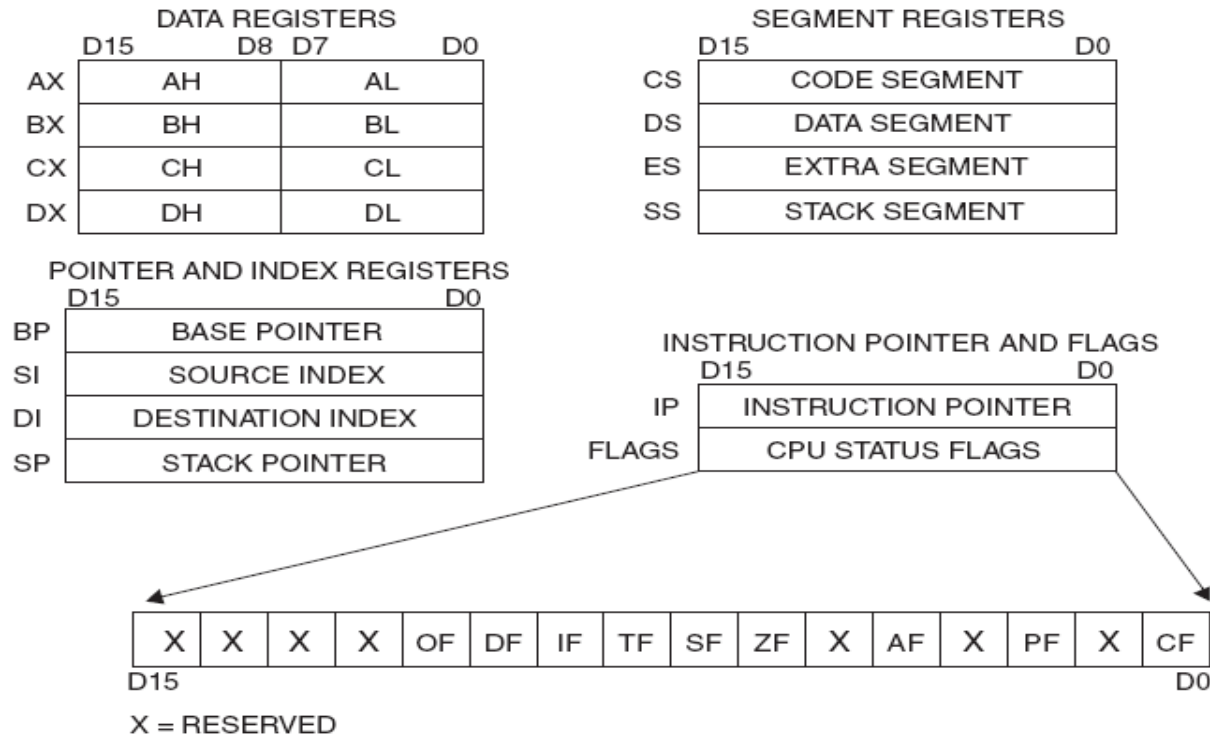 DATA REGISTERS
D15 D8 D7 D0
AX AH AL
BX BH BL
CX CH CL
DX DH DL
SEGMENT REGISTERS
D15 D0
CS CODE SEGMENT
DS DATA SEGMENT
ES EXTRA SEGMENT
SS STACK SEGMENT
POINTER AND INDEX REGISTERS
D15 D0
BP BASE POINTER
SI SOURCE INDEX
DI DESTINATION INDEX
SP STACK POINTER
INSTRUCTION POINTER AND FLAGS
D15 D0
IP INSTRUCTION POINTER
FLAGS CPU STATUS FLAGS
X X X X OF DF IF TF SF ZF X AF X PF X CF
D15 D0
X = RESERVED